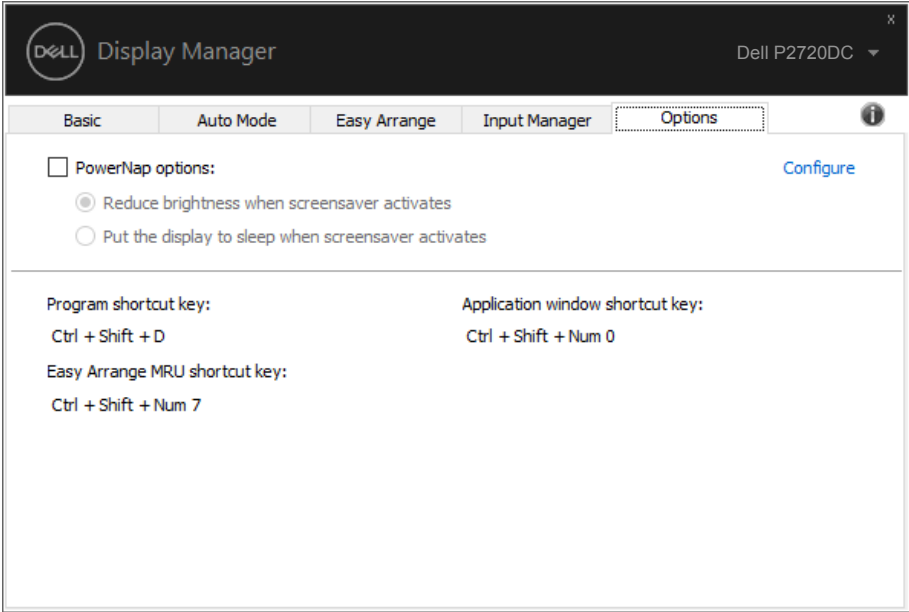 x
DELL Display Manager Dell P2720DC
Basic Auto Mode Easy Arrange Input Manager Options i
PowerNap options: Configure
Reduce brightness when screensaver activates
Put the display to sleep when screensaver activates
Program shortcut key: Application window shortcut key:
Ctrl + Shift + D Ctrl + Shift + Num 0
Easy Arrange MRU shortcut key:
Ctrl + Shift + Num 7